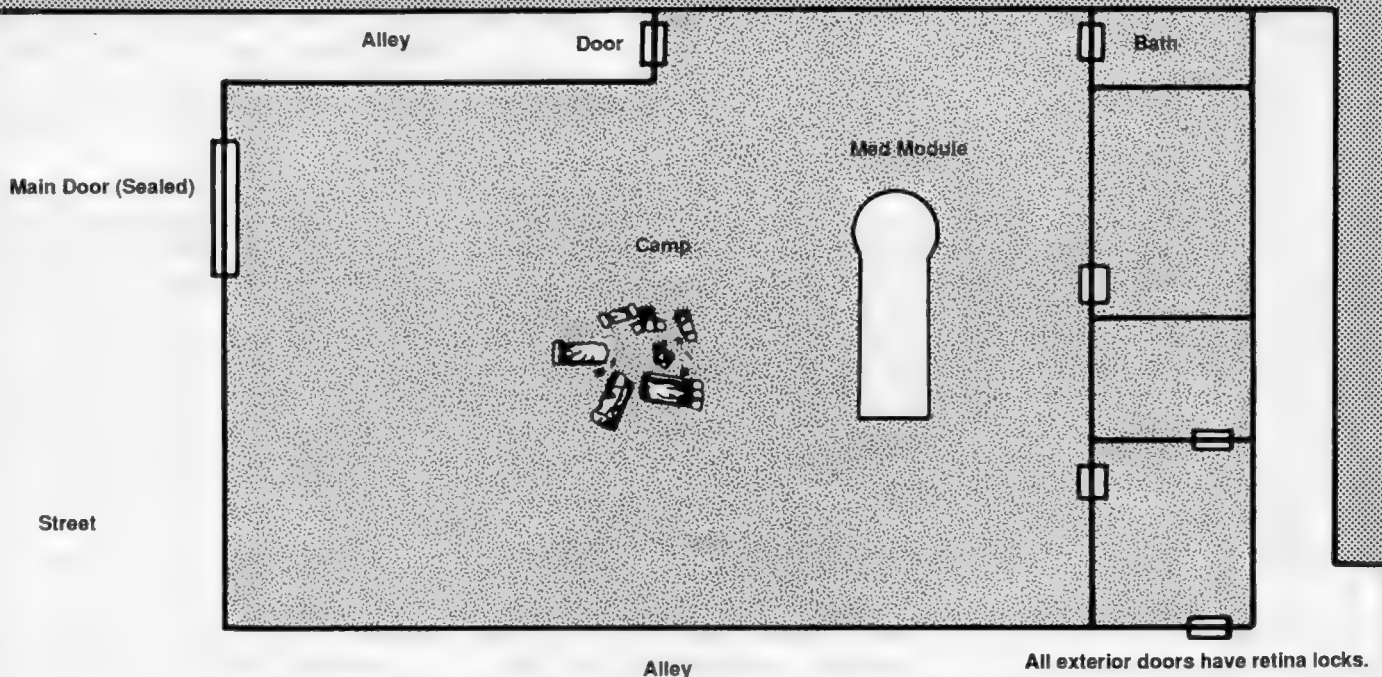 Alley
Door
Bath
Med Module
Main Door (Sealed)
Camp
Street
Alley
All exterior doors have retina locks.